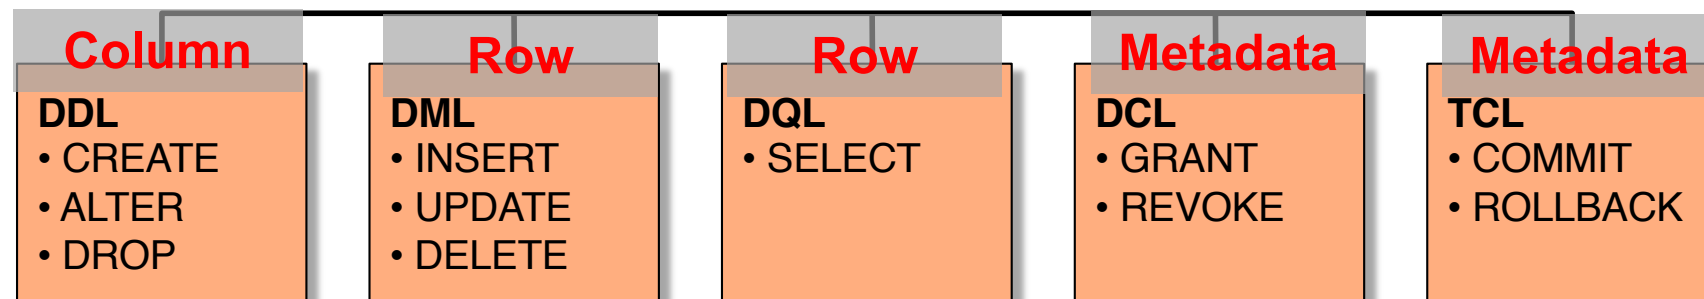 Column
DDL
• CREATE
• ALTER
• DROP
Row
DML
• INSERT
• UPDATE
• DELETE
Row
DQL
• SELECT
Metadata
DCL
• GRANT
• REVOKE
Metadata
TCL
• COMMIT
• ROLLBACK